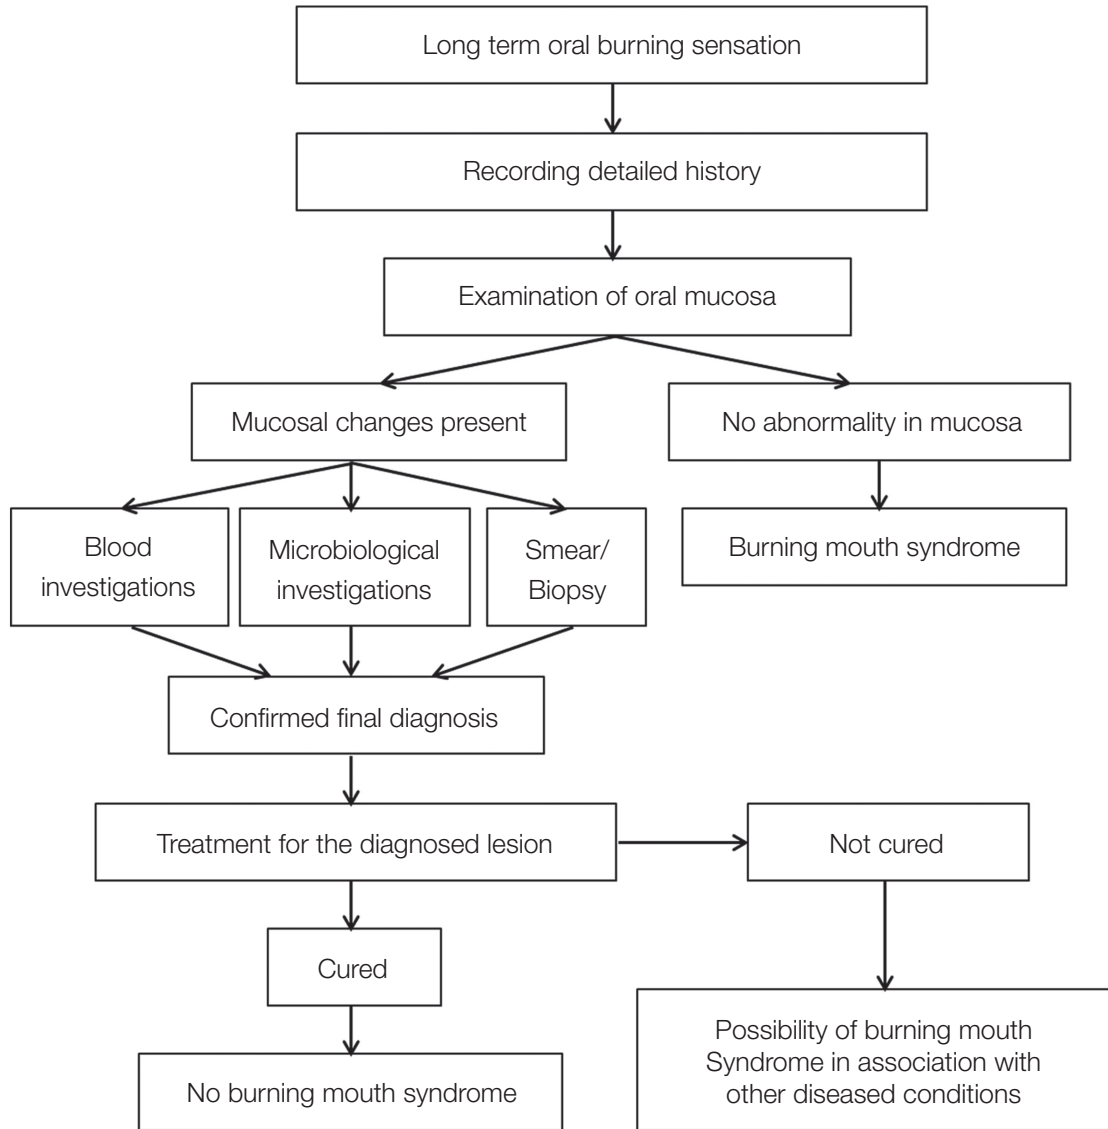 Long term oral burning sensation
Recording detailed history
Examination of oral mucosa
Mucosal changes present
No abnormality in mucosa
Blood
investigations
Microbiological
investigations
Smear/
Biopsy
Burning mouth syndrome
Confirmed final diagnosis
Treatment for the diagnosed lesion
Not cured
Cured
No burning mouth syndrome
Possibility of burning mouth
Syndrome in association with
other diseased conditions